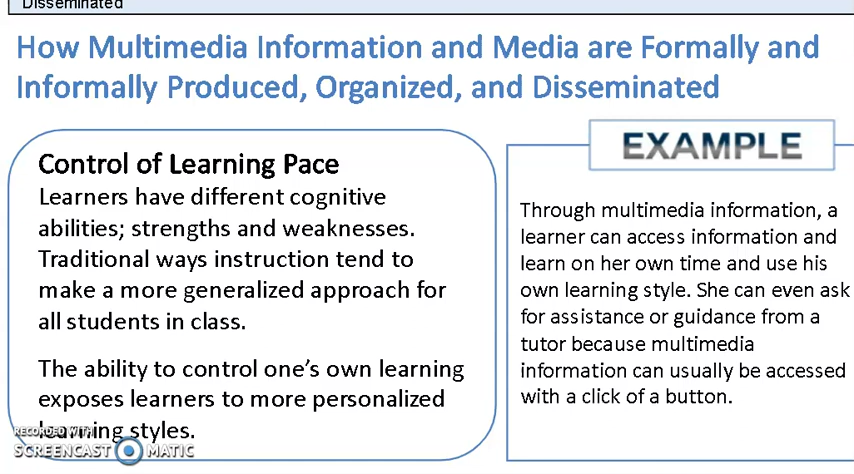 Disseminated
How Multimedia Information and Media are Formally and
Informally Produced, Organized, and Disseminated
Control of Learning Pace
Learners have different cognitive
abilities; strengths and weaknesses.
Traditional ways instruction tend to
make a more generalized approach for
all students in class.
The ability to control one's own learning
exposes learners to more personalized
learning styles.
EXAMPLE
Through multimedia information, a
learner can access information and
learn on her own time and use his
own learning style. She can even ask
for assistance or guidance from a
tutor because multimedia
information can usually be accessed
with a click of a button.
RECORDED WITH
SCREENCAST MATIC